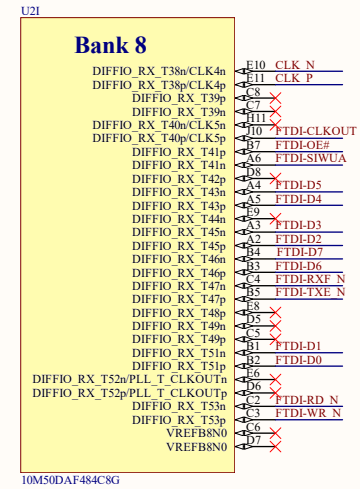 U2I
Bank 8
DIFFIO_RX_T38n/CLK4n E10 CLK_N
DIFFIO_RX_T38p/CLK4p E11 CLK_P
DIFFIO_RX_T39p C8
DIFFIO_RX_T39n C7
DIFFIO_RX_T40n/CLK5n H11
DIFFIO_RX_T40p/CLK5p J10 FTDI-CLKOUT
DIFFIO_RX_T41p B7 FTDI-OE#
DIFFIO_RX_T41n A6 FTDI-SIWUA
DIFFIO_RX_T42p D8
DIFFIO_RX_T43n A4 FTDI-D5
DIFFIO_RX_T43p A5 FTDI-D4
DIFFIO_RX_T44n E9
DIFFIO_RX_T45n A3 FTDI-D3
DIFFIO_RX_T45p A2 FTDI-D2
DIFFIO_RX_T46n B4 FTDI-D7
DIFFIO_RX_T46p B3 FTDI-D6
DIFFIO_RX_T47n C4 FTDI-RXF_N
DIFFIO_RX_T47p B5 FTDI-TXE_N
DIFFIO_RX_T48p E8
DIFFIO_RX_T49n D5
DIFFIO_RX_T49p C5
DIFFIO_RX_T51n B1 FTDI-D1
DIFFIO_RX_T51p B2 FTDI-D0
DIFFIO_RX_T52n/PLL_T_CLKOUTn E6
DIFFIO_RX_T52p/PLL_T_CLKOUTp D6
DIFFIO_RX_T53n C2 FTDI-RD_N
DIFFIO_RX_T53p C3 FTDI-WR_N
VREFB8N0 C6
VREFB8N0 D7
10M50DAF484C8G